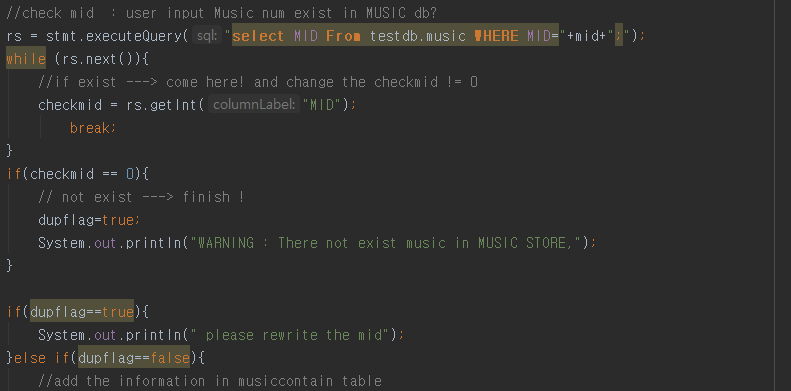 //check mid  : user input Music num exist in MUSIC db?
rs = stmt.executeQuery( sql: "select MID From testdb.music WHERE MID="+mid+";");
while (rs.next()){
    //if exist ---> come here! and change the checkmid != 0
    checkmid = rs.getInt( columnLabel: "MID");
        break;
}
if(checkmid == 0){
    // not exist ---> finish !
    dupflag=true;
    System.out.println("WARNING : There not exist music in MUSIC STORE,");
}
if(dupflag==true){
    System.out.println(" please rewrite the mid");
}else if(dupflag==false){
    //add the information in musiccontain table